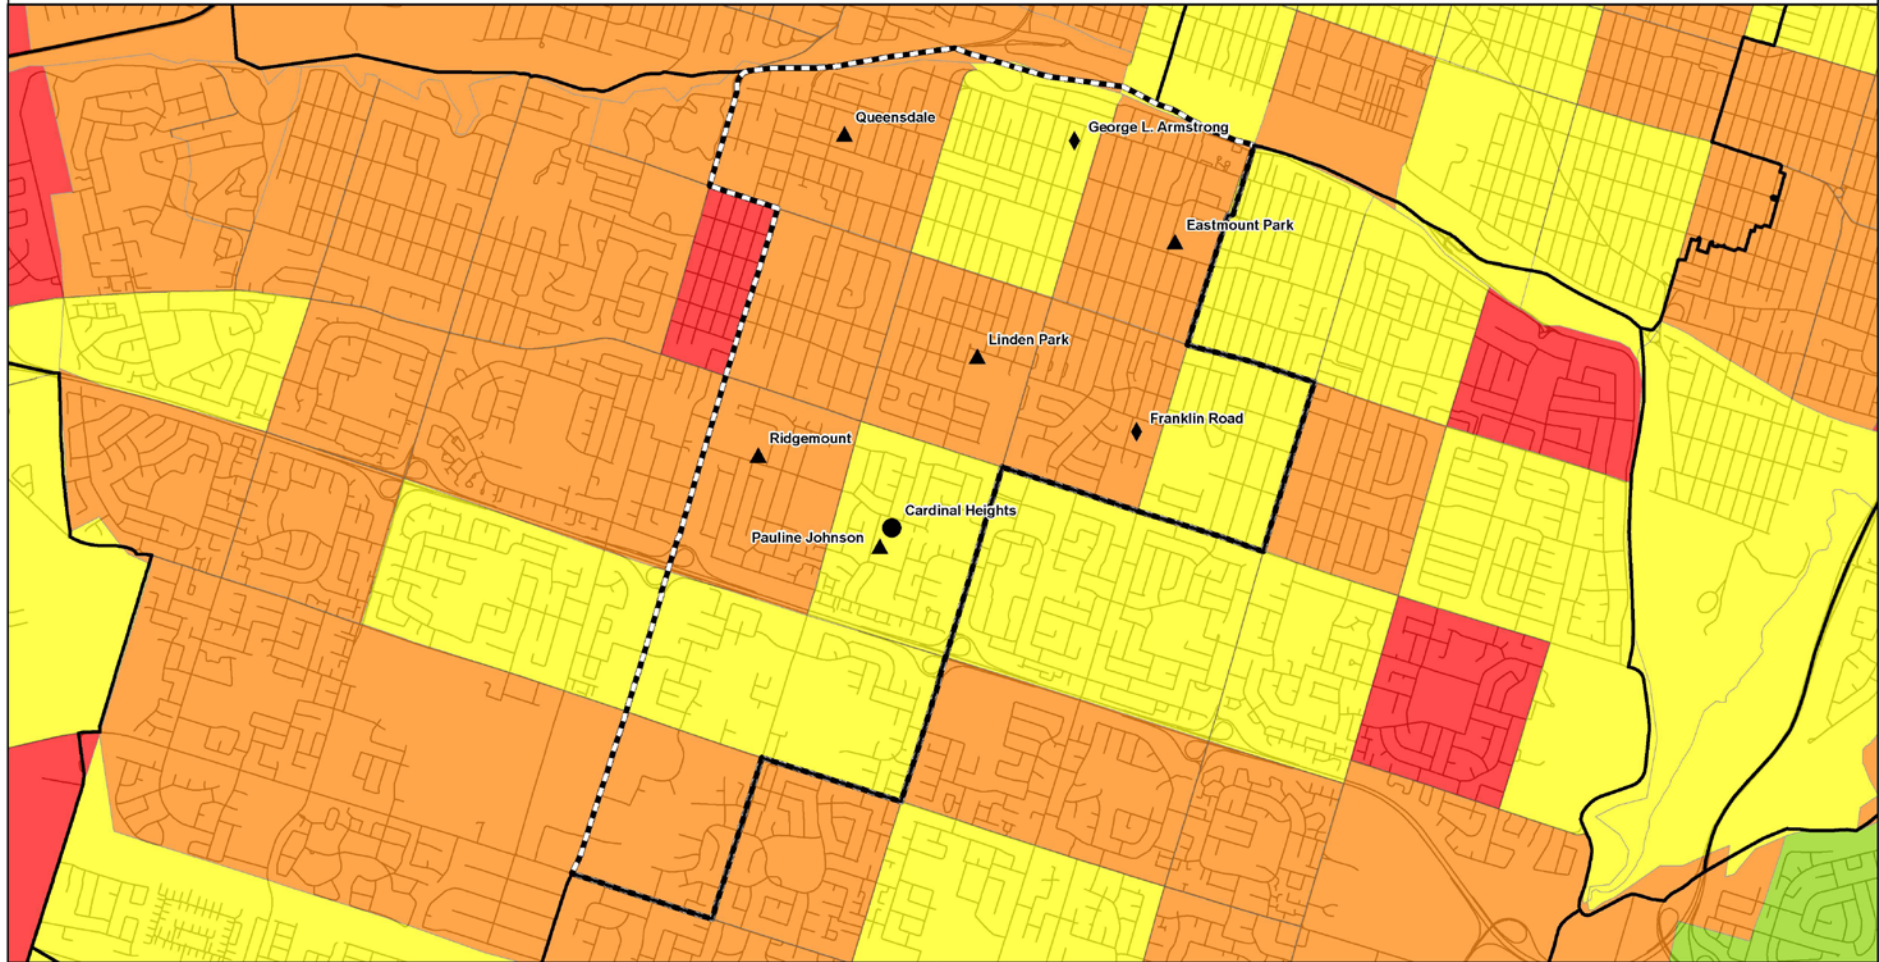 Queensdale
George L. Armstrong
Eastmount Park
Linden Park
Franklin Road
Ridgemount
Cardinal Heights
Pauline Johnson